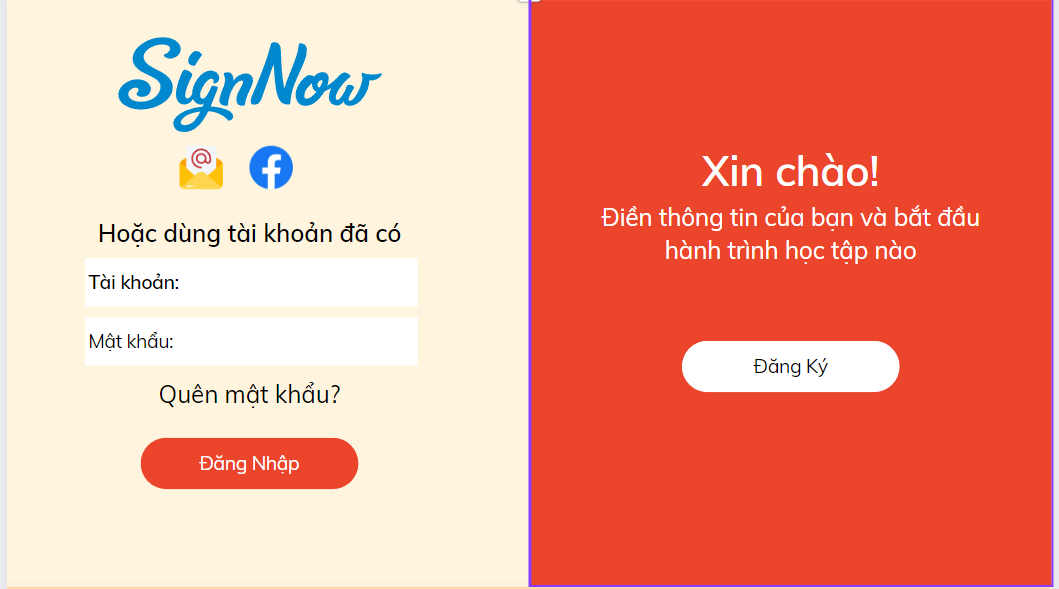 SignNow
Hoặc dùng tài khoản đã có
Tài khoản:
Mật khẩu:
Quên mật khẩu?
Đăng Nhập
Xin chào!
Điền thông tin của bạn và bắt đầu
hành trình học tập nào
Đăng Ký